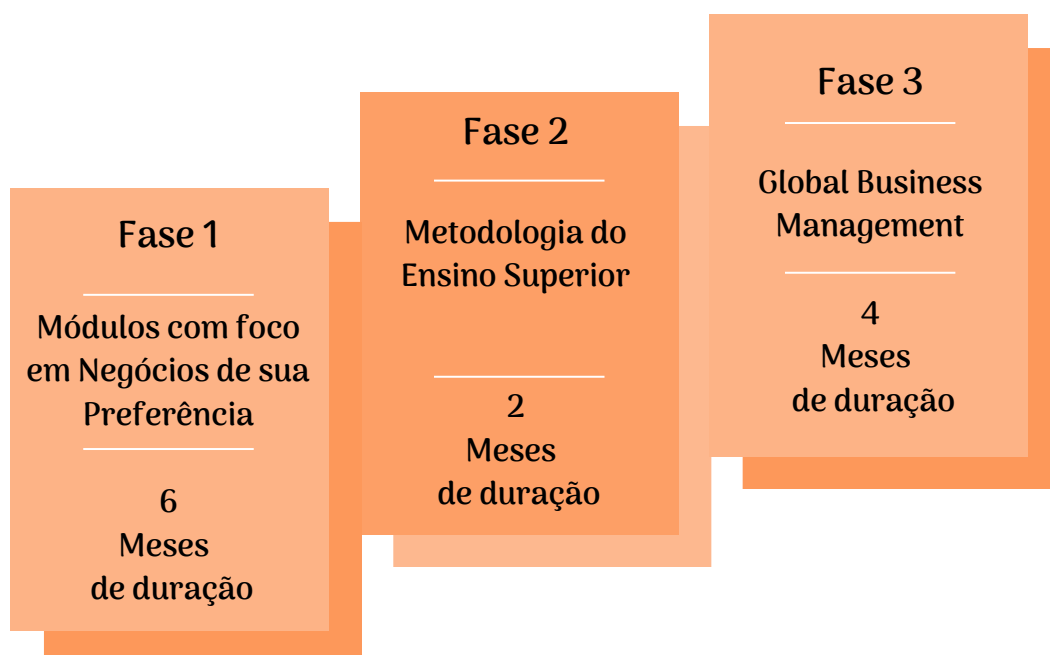 Fase 1
Módulos com foco
em Negócios de sua
Preferência
6
Meses
de duração
Fase 2
Metodologia do
Ensino Superior
2
Meses
de duração
Fase 3
Global Business
Management
4
Meses
de duração